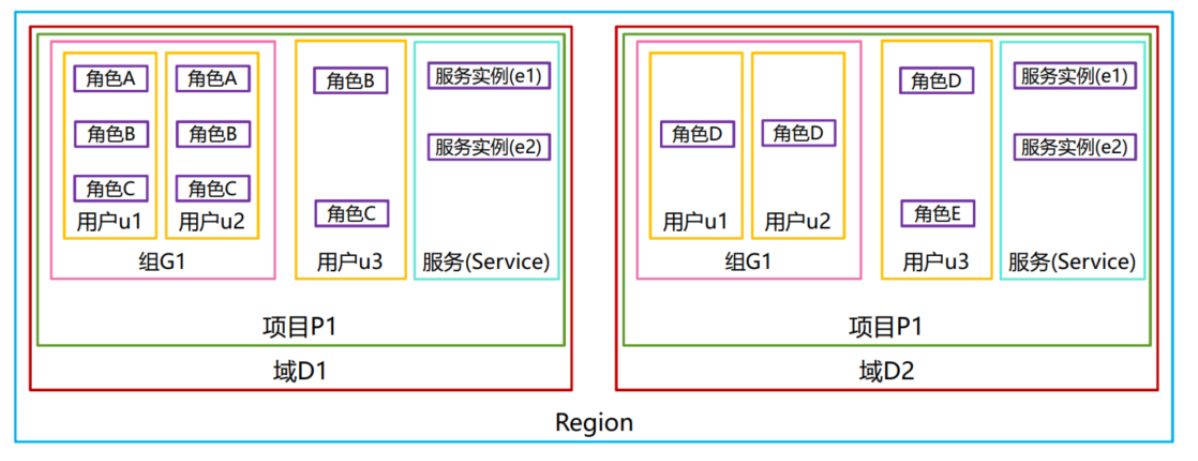 角色A
角色A
角色B
角色B
角色C
角色C
用户u1
用户u2
组G1
角色B
角色C
用户u3
服务实例(e1)
服务实例(e2)
服务(Service)
项目P1
域D1
角色D
角色D
用户u1
用户u2
组G1
角色D
角色E
用户u3
服务实例(e1)
服务实例(e2)
服务(Service)
项目P1
域D2
Region